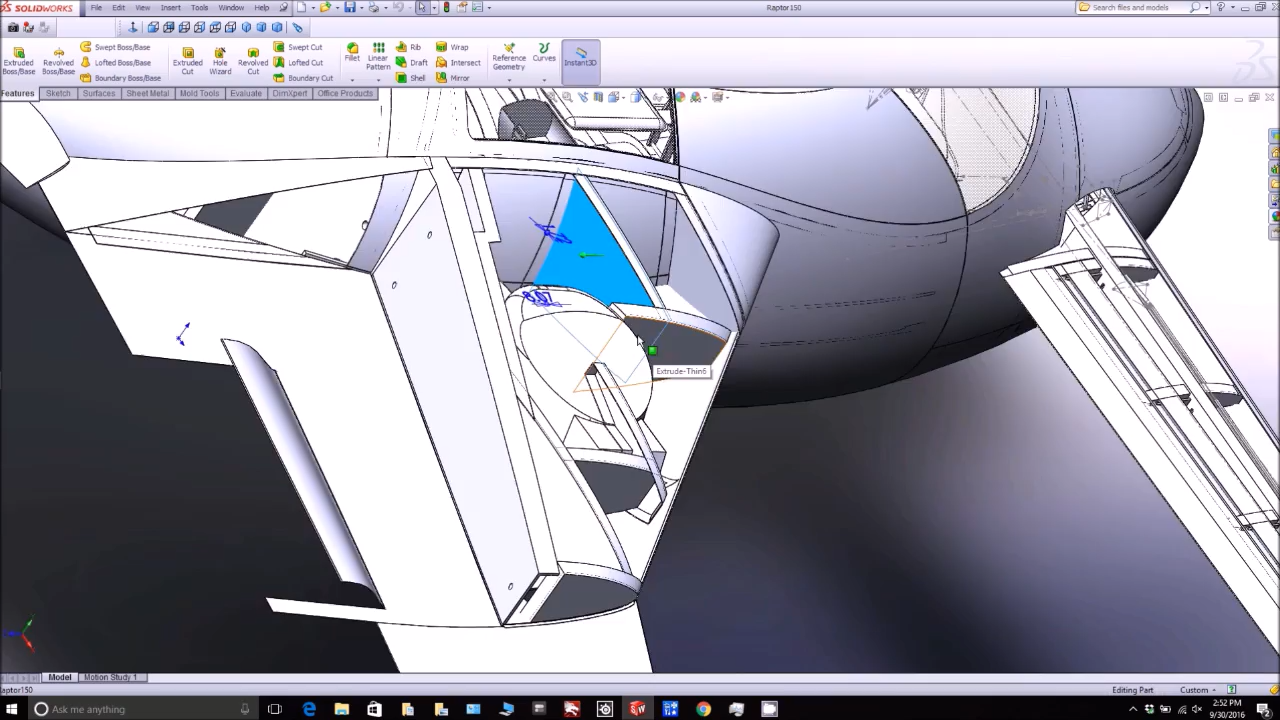 SOLIDWORKS File Edit View Insert Tools Window Help Raptor150 Search files and models
Extruded Boss/Base
Revolved Boss/Base
Swept Boss/Base
Lofted Boss/Base
Boundary Boss/Base
Extruded Cut
Hole Wizard
Revolved Cut
Swept Cut
Lofted Cut
Boundary Cut
Fillet
Linear Pattern
Rib
Draft
Shell
Wrap
Intersect
Mirror
Reference Geometry
Curves
Instant3D
Features Sketch Surfaces Sheet Metal Mold Tools Evaluate DimXpert Office Products
8.07
Extrude-Thin6
Model Motion Study 1
Raptor150 Editing Part Custom
Ask me anything
2:52 PM
9/30/2016